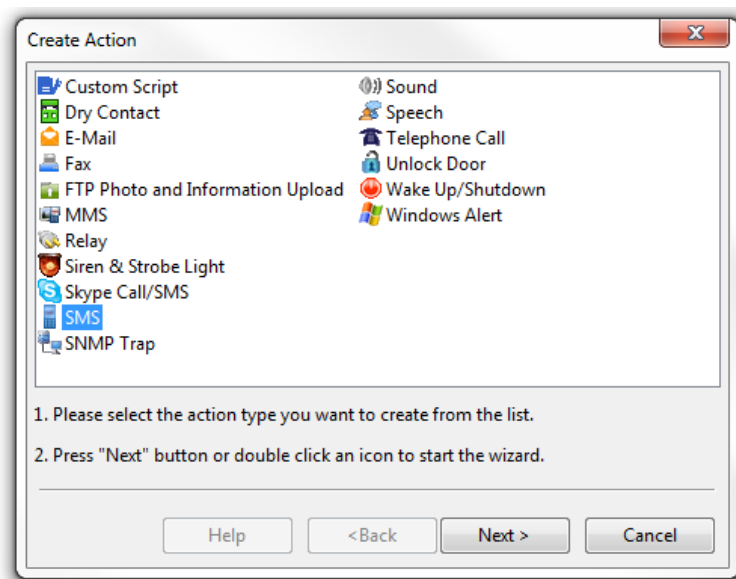 Create Action
Custom Script
Dry Contact
E-Mail
Fax
FTP Photo and Information Upload
MMS
Relay
Siren & Strobe Light
Skype Call/SMS
SMS
SNMP Trap
Sound
Speech
Telephone Call
Unlock Door
Wake Up/Shutdown
Windows Alert
1. Please select the action type you want to create from the list.
2. Press "Next" button or double click an icon to start the wizard.
Help
<Back
Next >
Cancel